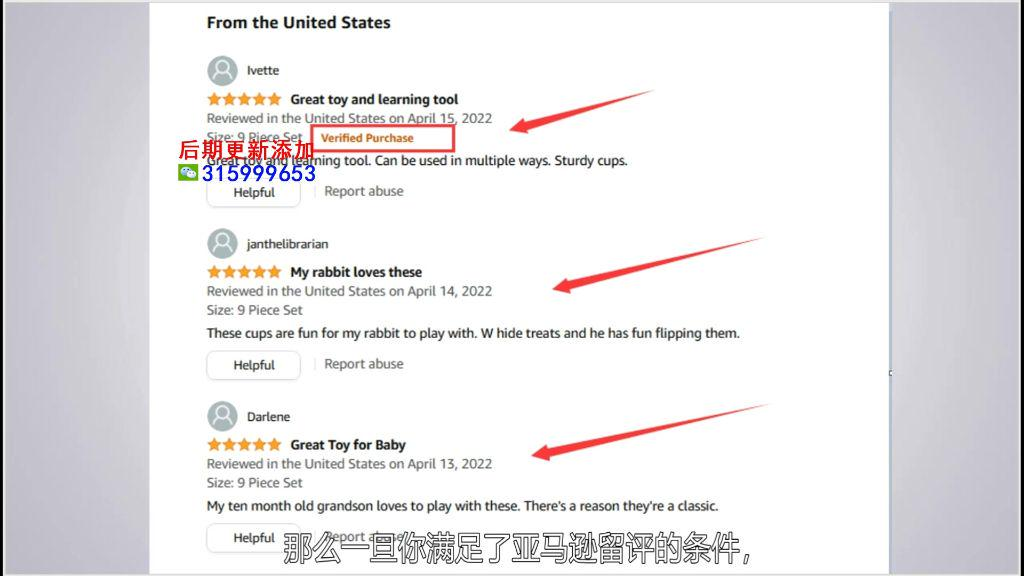 From the United States
Ivette
Great toy and learning tool
Reviewed in the United States on April 15, 2022
Size: 9 Piece Set
Verified Purchase
后期更新添加
Great toy and learning tool. Can be used in multiple ways. Sturdy cups.
315999653
Helpful
Report abuse
janthelibrarian
My rabbit loves these
Reviewed in the United States on April 14, 2022
Size: 9 Piece Set
These cups are fun for my rabbit to play with. W hide treats and he has fun flipping them.
Helpful
Report abuse
Darlene
Great Toy for Baby
Reviewed in the United States on April 13, 2022
Size: 9 Piece Set
My ten month old grandson loves to play with these. There's a reason they're a classic.
Helpful
Report abuse
那么一旦你满足了亚马逊留评的条件，